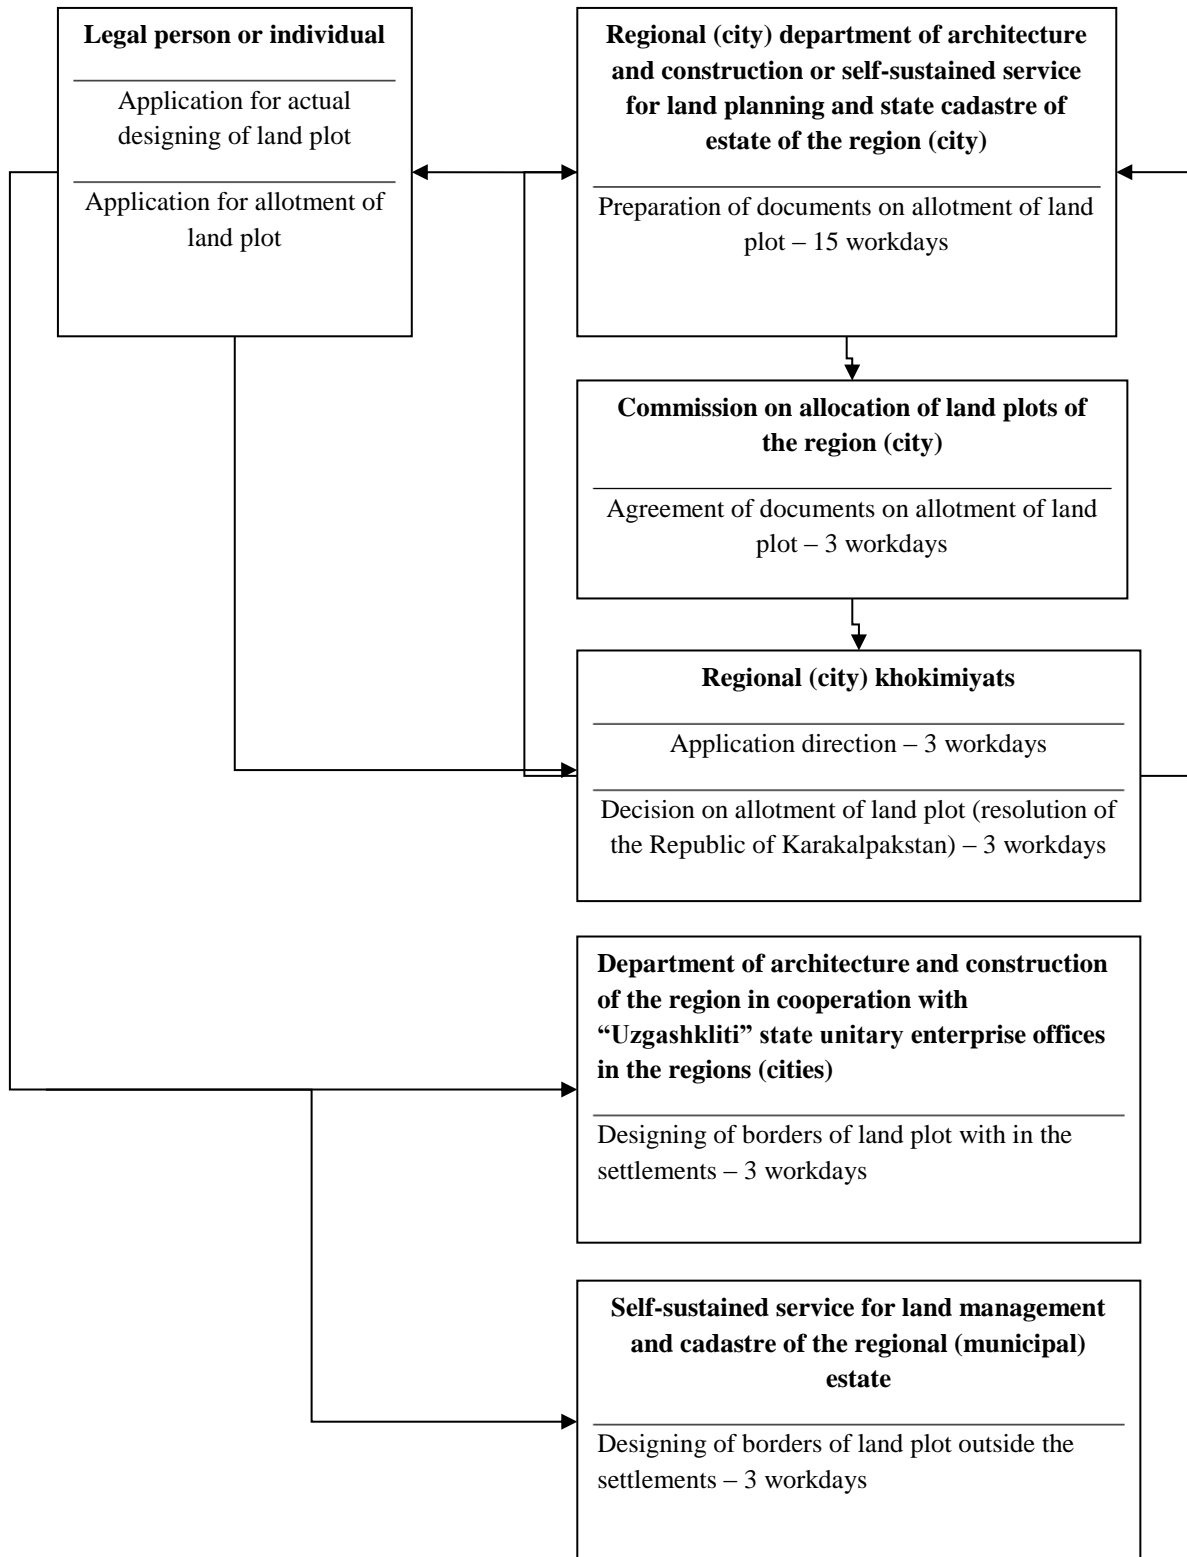 Legal person or individual
Application for actual
designing of land plot
Application for allotment of
land plot
Regional (city) department of architecture
and construction or self-sustained service
for land planning and state cadastre of
estate of the region (city)
Preparation of documents on allotment of land
plot – 15 workdays
Commission on allocation of land plots of
the region (city)
Agreement of documents on allotment of land
plot – 3 workdays
Regional (city) khokimiyats
Application direction – 3 workdays
Decision on allotment of land plot (resolution of
the Republic of Karakalpakstan) – 3 workdays
Department of architecture and construction
of the region in cooperation with
“Uzgashkliti” state unitary enterprise offices
in the regions (cities)
Designing of borders of land plot with in the
settlements – 3 workdays
Self-sustained service for land management
and cadastre of the regional (municipal)
estate
Designing of borders of land plot outside the
settlements – 3 workdays